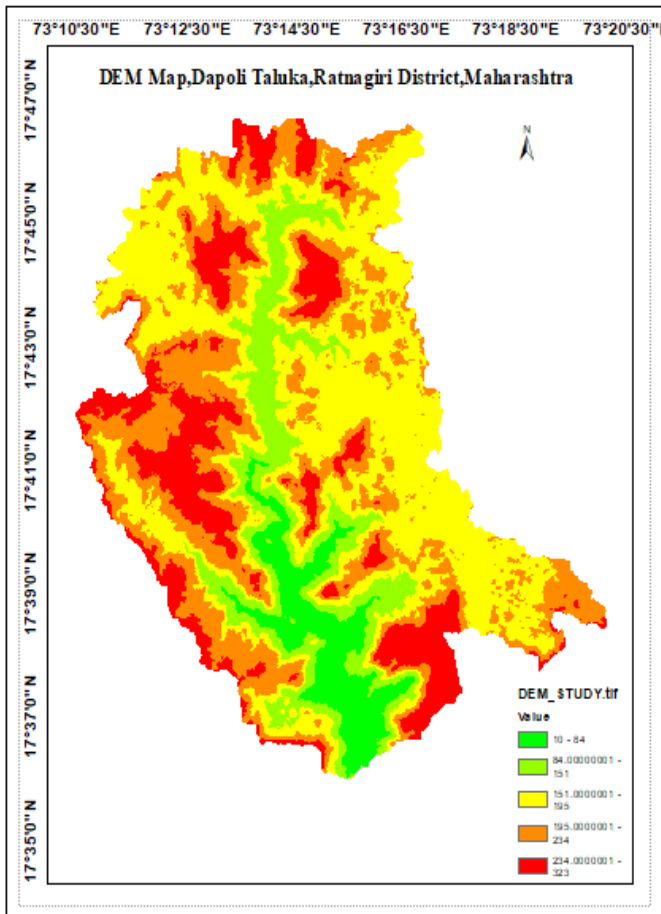 73°10'30"E 73°12'30"E 73°14'30"E 73°16'30"E 73°18'30"E 73°20'30"E
DEM Map,Dapoli Taluka,Ratnagiri District,Maharashtra
N
17°47'0"N
17°45'0"N
17°43'0"N
17°41'0"N
17°39'0"N
17°37'0"N
17°35'0"N
DEM_STUDY.tif
Value
10 - 84
84.00000001 -
151
151.0000001 -
195
195.0000001 -
234
234.0000001 -
323